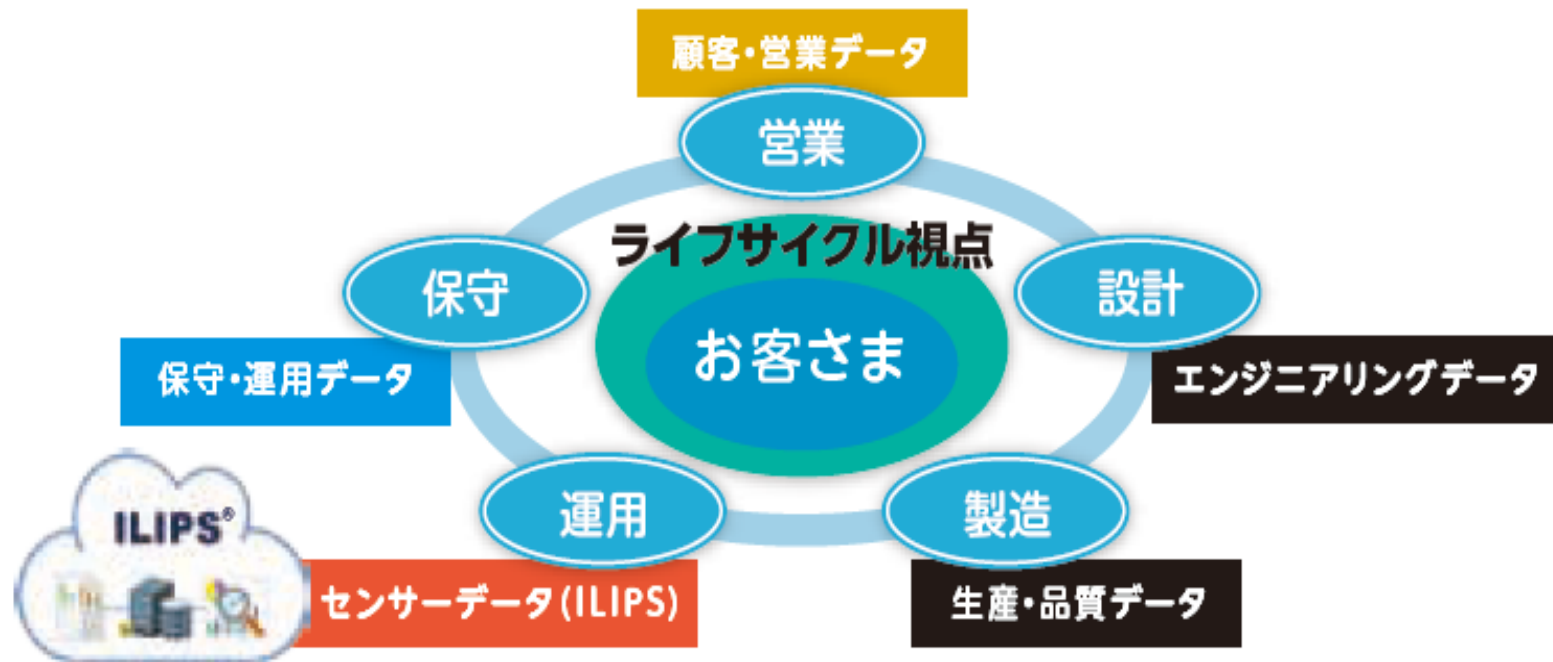 顧客・営業データ
営業
ライフサイクル視点
保守
設計
お客さま
保守・運用データ
エンジニアリングデータ
運用
製造
ILIPS®
センサーデータ(ILIPS)
生産・品質データ